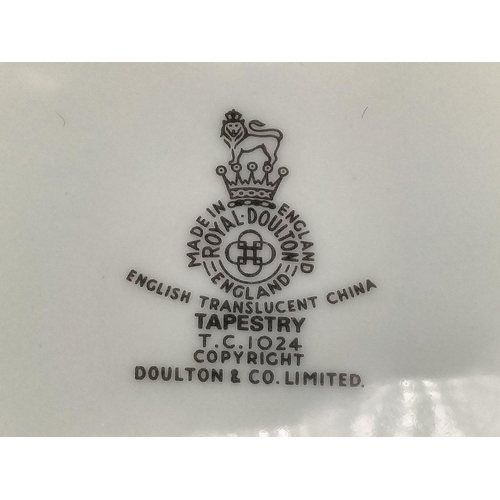 MADE IN ENGLAND
ROYAL·DOULTON
ENGLAND
ENGLISH TRANSLUCENT CHINA
TAPESTRY
T.C.1024
COPYRIGHT
DOULTON & CO. LIMITED.